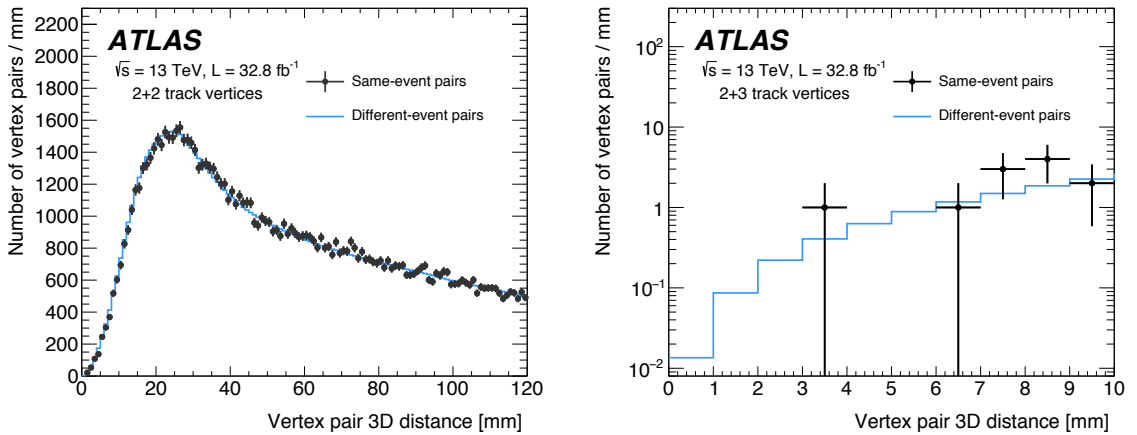 Number of vertex pairs / mm
2200
2000
1800
1600
1400
1200
1000
800
600
400
200
0
ATLAS
√s = 13 TeV, L = 32.8 fb⁻¹
2+2 track vertices
Same-event pairs
Different-event pairs
0 20 40 60 80 100 120
Vertex pair 3D distance [mm]
Number of vertex pairs / mm
10²
10
1
10⁻¹
10⁻²
ATLAS
√s = 13 TeV, L = 32.8 fb⁻¹
2+3 track vertices
Same-event pairs
Different-event pairs
0 1 2 3 4 5 6 7 8 9 10
Vertex pair 3D distance [mm]